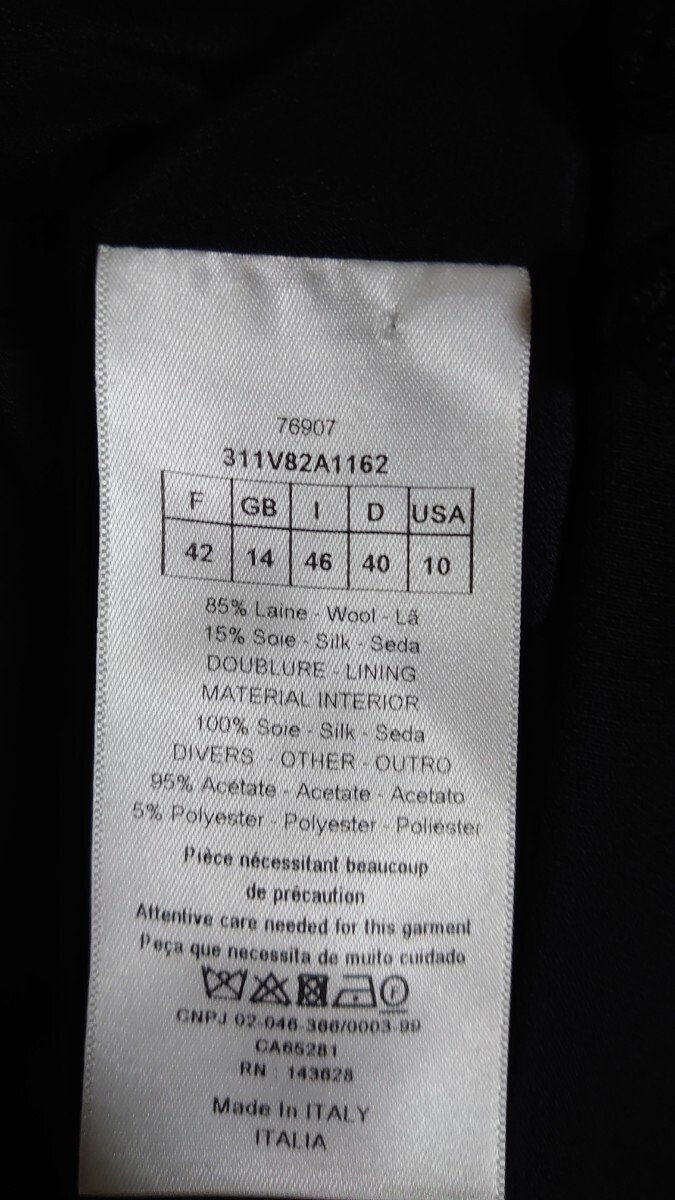 76907
311V82A1162
F GB I D USA
42 14 46 40 10
85% Laine - Wool - Lã
15% Soie - Silk - Seda
DOUBLURE - LINING
MATERIAL INTERIOR
100% Soie - Silk - Seda
DIVERS - OTHER - OUTRO
95% Acétate - Acetate - Acetato
5% Polyester - Polyester - Poliéster
Pièce nécessitant beaucoup
de précaution
Attentive care needed for this garment
Peça que necessita de muito cuidado
CNPJ 02-046-366/0003-99
CA65281
RN : 143628
Made In ITALY
ITALIA